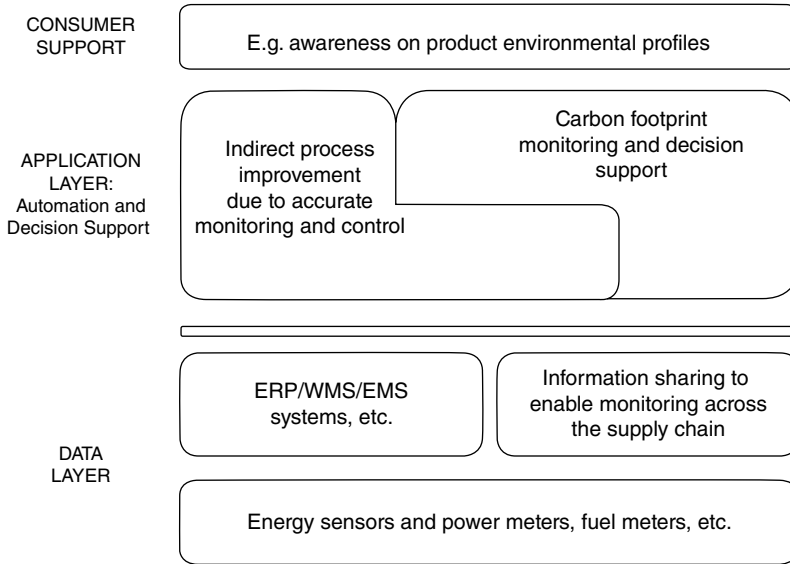 CONSUMER
SUPPORT
E.g. awareness on product environmental profiles
APPLICATION
LAYER:
Automation and
Decision Support
Indirect process
improvement
due to accurate
monitoring and control
Carbon footprint
monitoring and decision
support
DATA
LAYER
ERP/WMS/EMS
systems, etc.
Information sharing to
enable monitoring across
the supply chain
Energy sensors and power meters, fuel meters, etc.